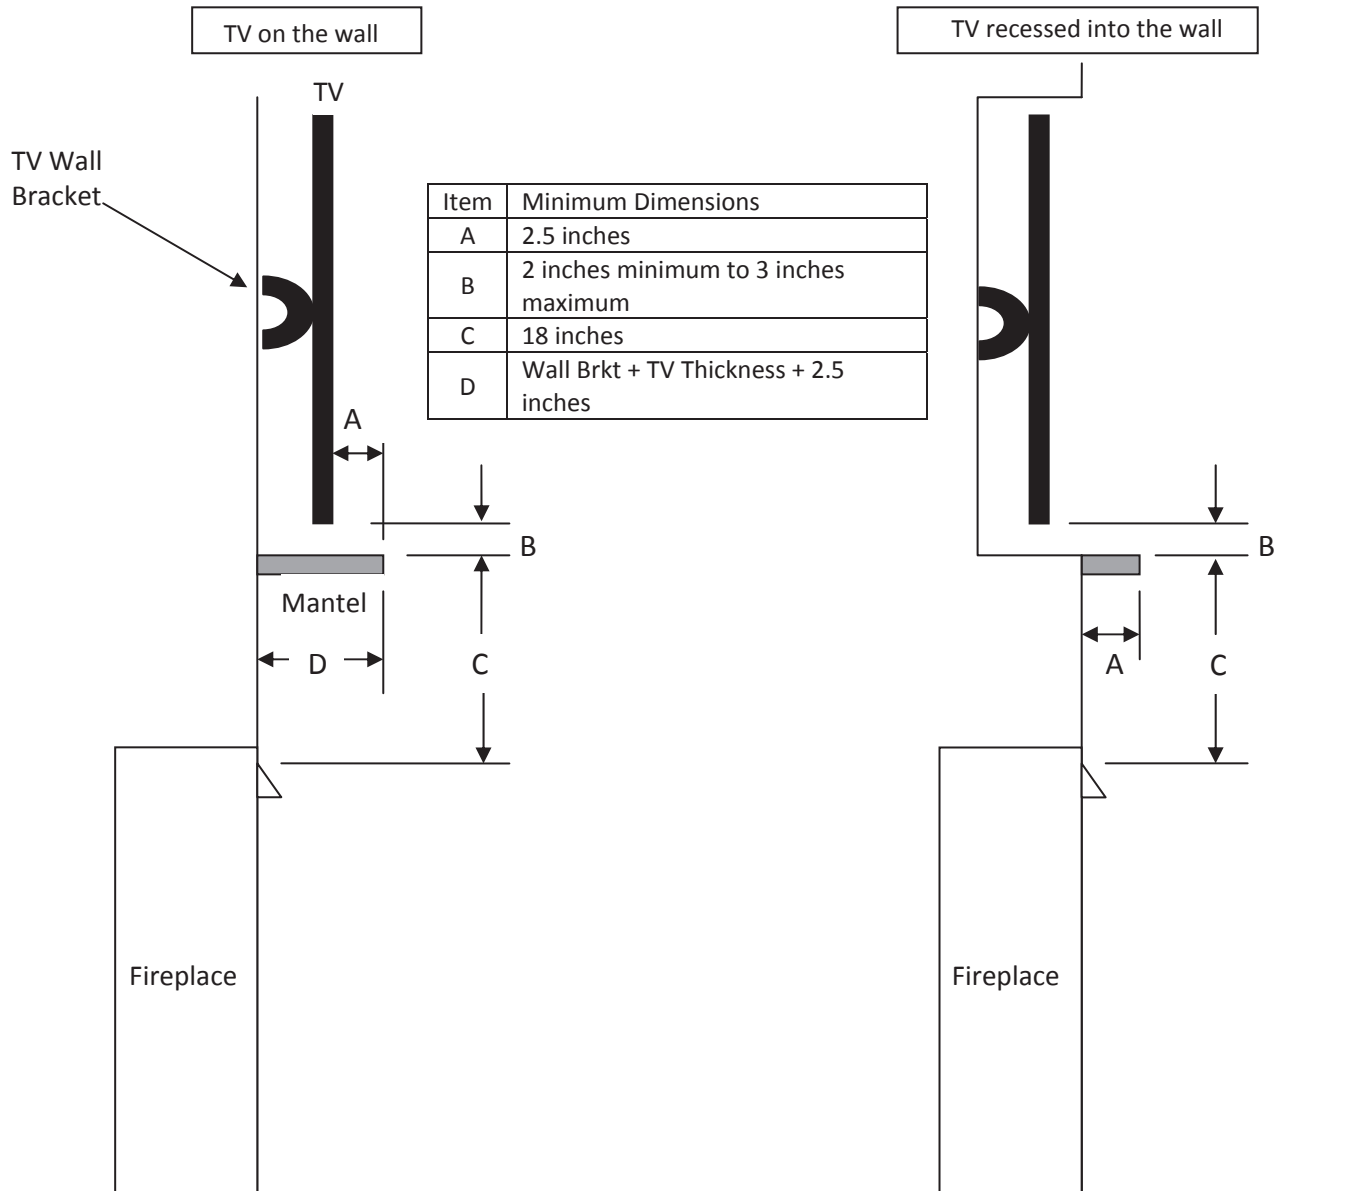 TV on the wall
TV recessed into the wall
TV
TV Wall
Bracket
Item Minimum Dimensions
A 2.5 inches
B 2 inches minimum to 3 inches
maximum
C 18 inches
D Wall Brkt + TV Thickness + 2.5
inches
A
B
Mantel
D
C
Fireplace
B
A
C
Fireplace